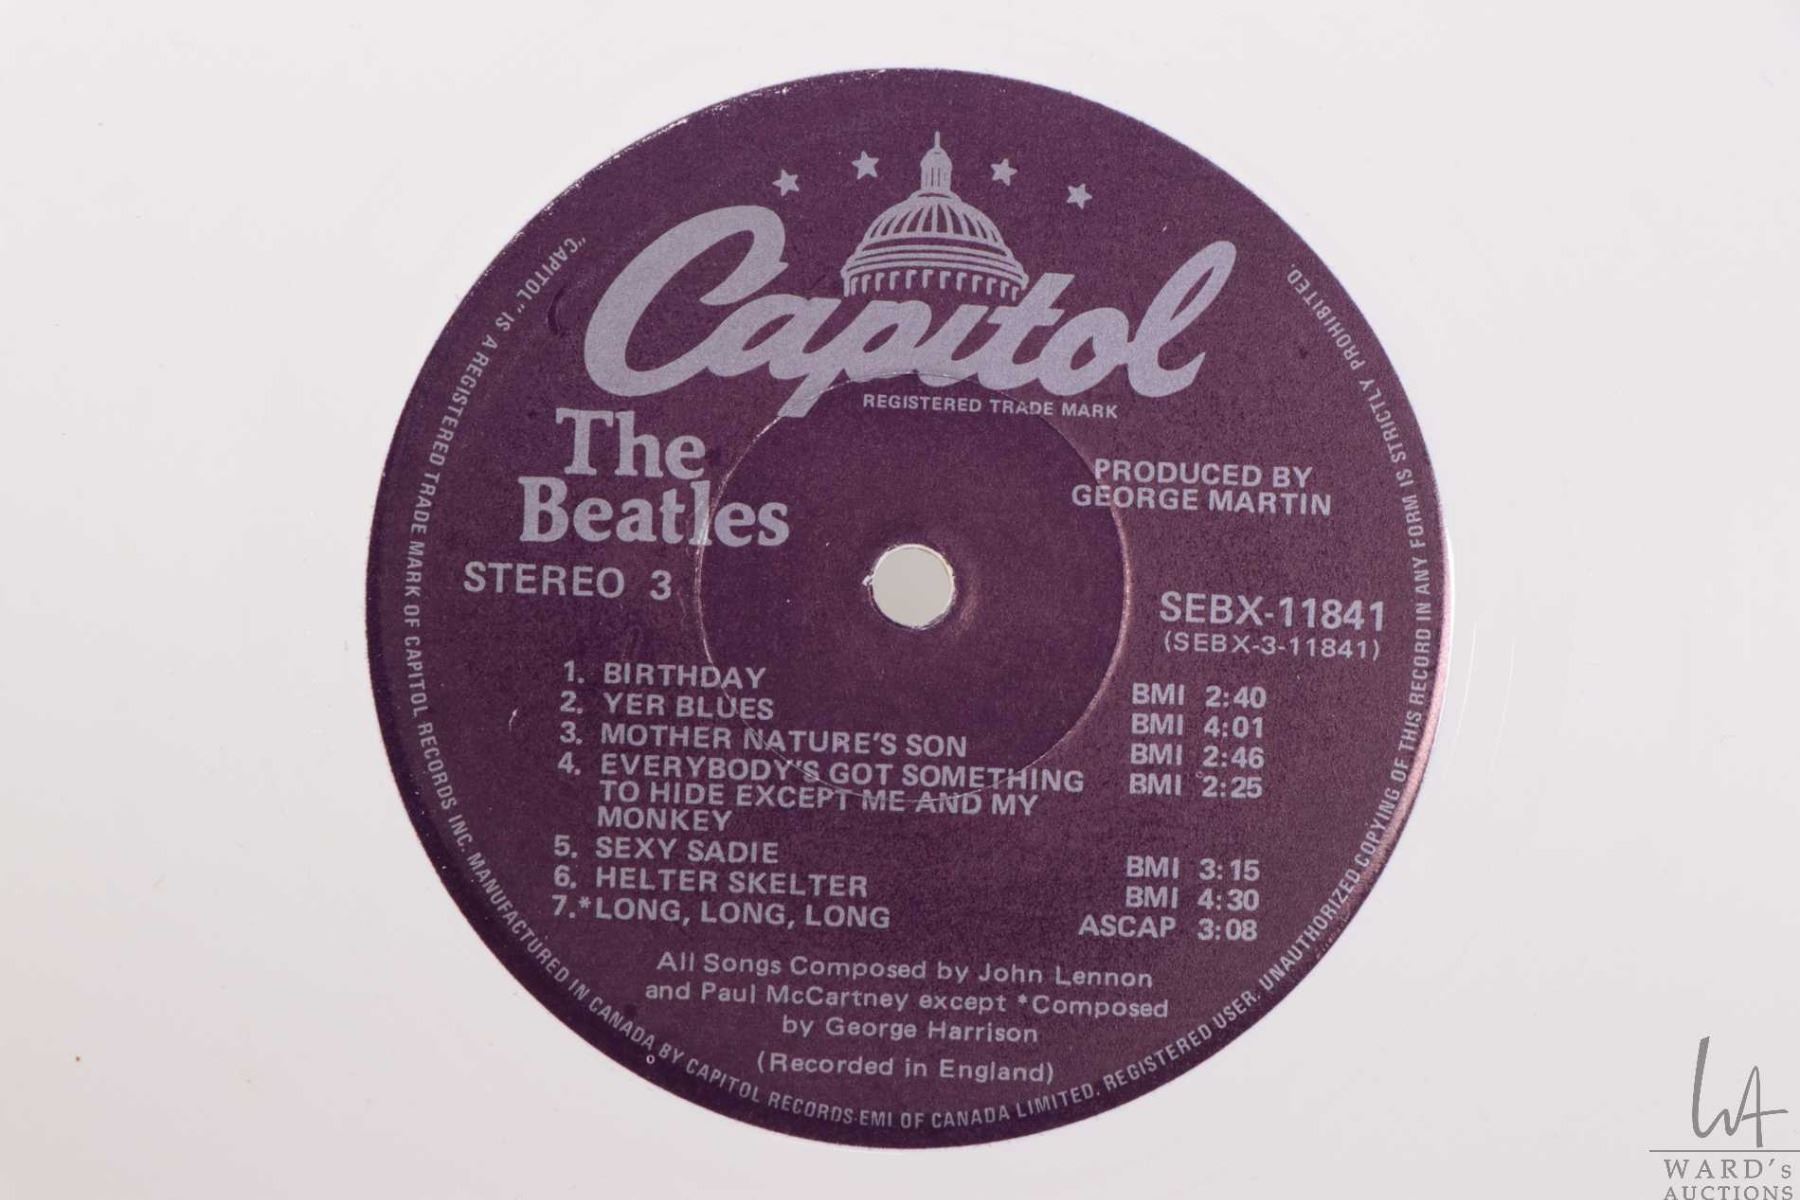 Capitol
REGISTERED TRADE MARK
The
Beatles
STEREO 3
PRODUCED BY
GEORGE MARTIN
SEBX-11841
(SEBX-3-11841)
1. BIRTHDAY BMI 2:40
2. YER BLUES BMI 4:01
3. MOTHER NATURE'S SON BMI 2:46
4. EVERYBODY'S GOT SOMETHING BMI 2:25
TO HIDE EXCEPT ME AND MY
MONKEY
5. SEXY SADIE BMI 3:15
6. HELTER SKELTER BMI 4:30
7.*LONG, LONG, LONG ASCAP 3:08
All Songs Composed by John Lennon
and Paul McCartney except *Composed
by George Harrison
(Recorded in England)
"CAPITOL" IS A REGISTERED TRADE MARK OF CAPITOL RECORDS INC. MANUFACTURED IN CANADA BY CAPITOL RECORDS-EMI OF CANADA LIMITED. REGISTERED USER. UNAUTHORIZED COPYING OF THIS RECORD IN ANY FORM IS STRICTLY PROHIBITED.
WA
WARD's
AUCTIONS